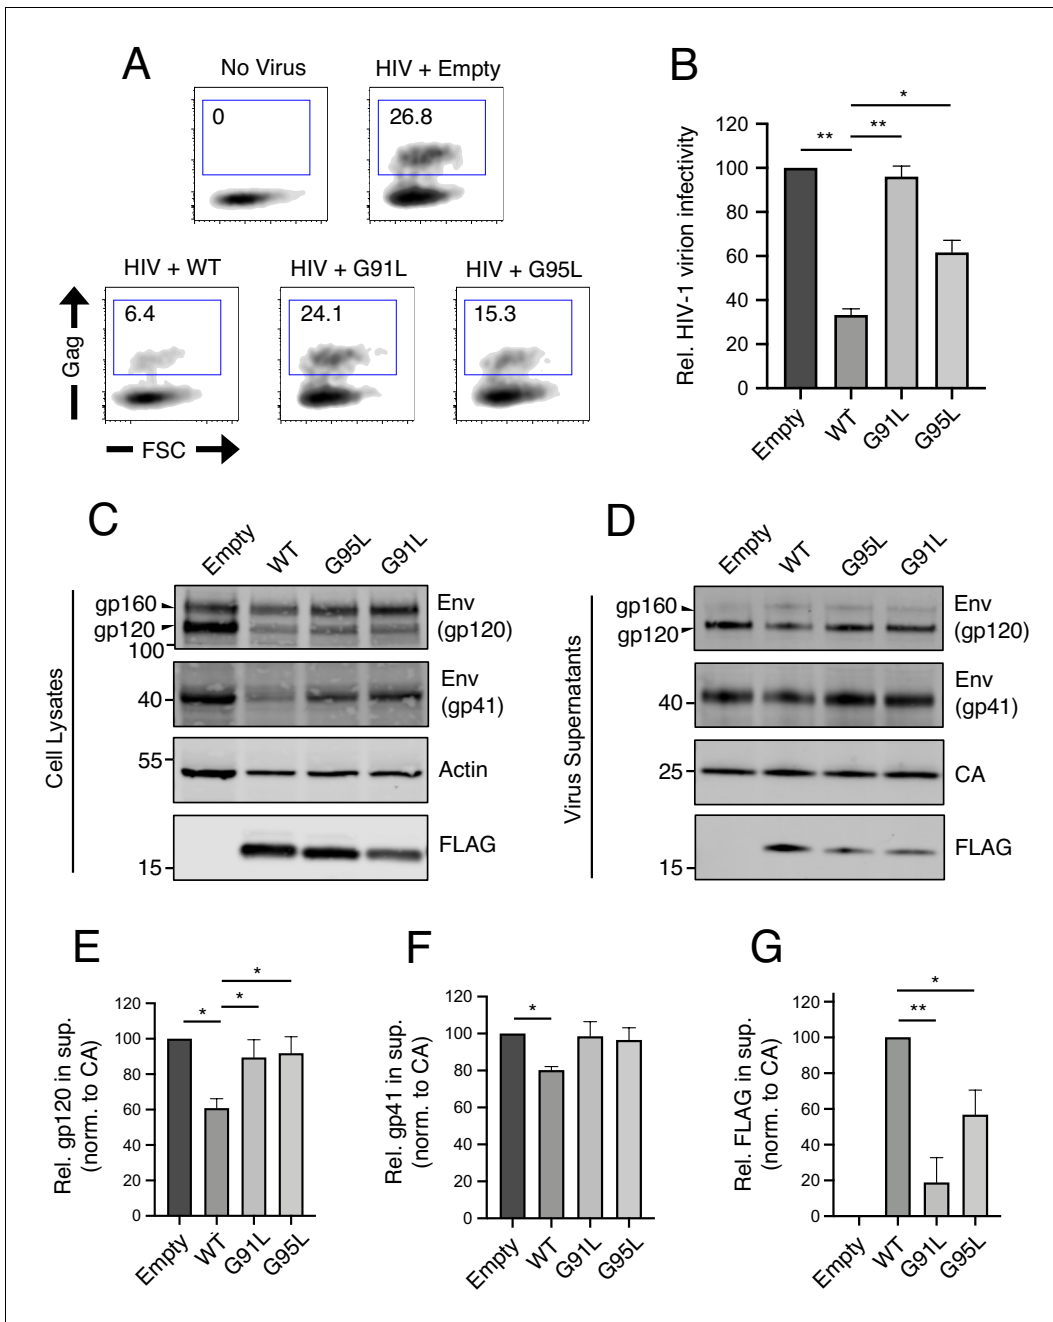 A
No Virus
0
HIV + Empty
26.8
HIV + WT
6.4
HIV + G91L
24.1
HIV + G95L
15.3
Gag
FSC
B
Rel. HIV-1 virion infectivity
120
100
80
60
40
20
0
**
**
*
Empty
WT
G91L
G95L
C
Empty
WT
G95L
G91L
Cell Lysates
gp160
gp120
100
Env
(gp120)
40
Env
(gp41)
55
Actin
15
FLAG
D
Empty
WT
G95L
G91L
Virus Supernatants
gp160
gp120
Env
(gp120)
40
Env
(gp41)
25
CA
15
FLAG
E
Rel. gp120 in sup.
(norm. to CA)
120
100
80
60
40
20
0
*
*
*
Empty
WT
G91L
G95L
F
Rel. gp41 in sup.
(norm. to CA)
120
100
80
60
40
20
0
*
Empty
WT
G91L
G95L
G
Rel. FLAG in sup.
(norm. to CA)
120
100
80
60
40
20
0
**
*
Empty
WT
G91L
G95L